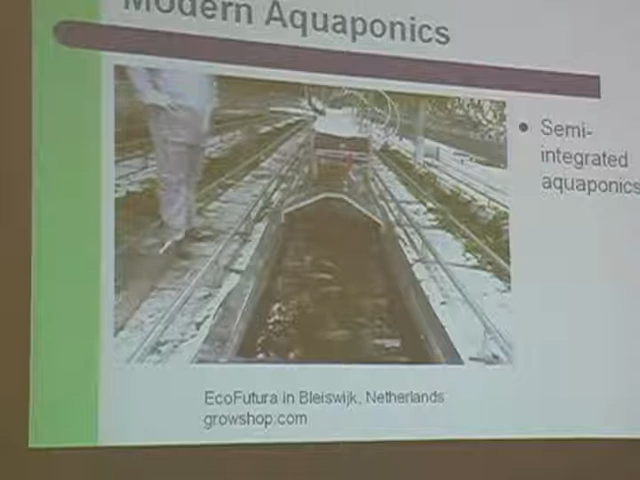 Modern Aquaponics
• Semi-
integrated
aquaponics
EcoFutura in Bleiswijk, Netherlands
growshop.com